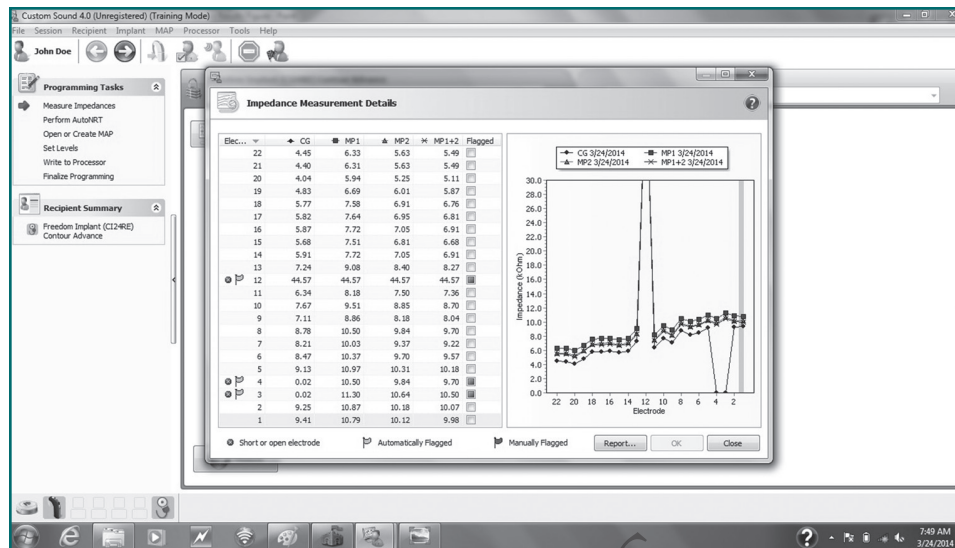 Custom Sound 4.0 (Unregistered) (Training Mode)
File Session Recipient Implant MAP Processor Tools Help
John Doe
Programming Tasks
Measure Impedances
Perform AutoNRT
Open or Create MAP
Set Levels
Write to Processor
Finalize Programming
Recipient Summary
Freedom Implant (CI24RE)
Contour Advance
Impedance Measurement Details
Elec... CG MP1 MP2 MP1+2 Flagged
22 4.45 6.33 5.63 5.49
21 4.40 6.31 5.63 5.49
20 4.04 5.94 5.25 5.11
19 4.83 6.69 6.01 5.87
18 5.77 7.58 6.91 6.76
17 5.82 7.64 6.95 6.81
16 5.87 7.72 7.05 6.91
15 5.68 7.51 6.81 6.68
14 5.91 7.72 7.05 6.91
13 7.24 9.08 8.40 8.27
12 44.57 44.57 44.57 44.57
11 6.34 8.18 7.50 7.36
10 7.67 9.51 8.85 8.70
9 7.11 8.86 8.18 8.04
8 8.78 10.50 9.84 9.70
7 8.21 10.03 9.37 9.22
6 8.47 10.37 9.70 9.57
5 9.13 10.97 10.31 10.18
4 0.02 10.50 9.84 9.70
3 0.02 11.30 10.64 10.50
2 9.25 10.87 10.18 10.07
1 9.41 10.79 10.12 9.98
Short or open electrode Automatically Flagged Manually Flagged
CG 3/24/2014 MP1 3/24/2014
MP2 3/24/2014 MP1+2 3/24/2014
Impedance (kOhm)
30.0
28.0
26.0
24.0
22.0
20.0
18.0
16.0
14.0
12.0
10.0
8.0
6.0
4.0
2.0
0.0
22 20 18 16 14 12 10 8 6 4 2
Electrode
Report... OK Close
7:49 AM
3/24/2014